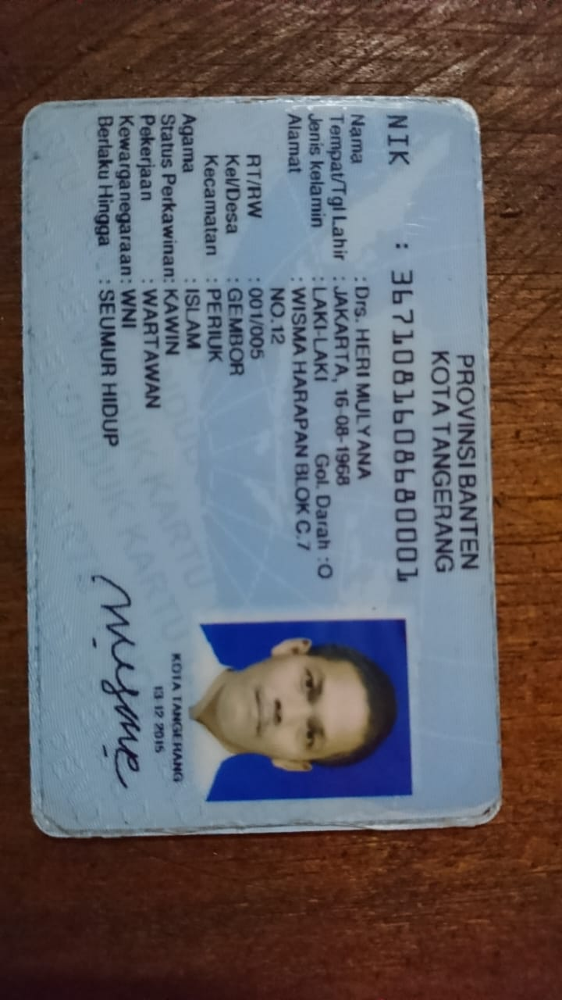 PROVINSI BANTEN
KOTA TANGERANG
NIK : 3671081608680001
Nama : Drs. HERI MULYANA
Tempat/Tgl Lahir : JAKARTA, 16-08-1968
Jenis kelamin : LAKI-LAKI Gol. Darah :O
Alamat : WISMA HARAPAN BLOK C.7
NO.12
RT/RW : 001/005
Kel/Desa : GEMBOR
Kecamatan : PERIUK
Agama : ISLAM
Status Perkawinan: KAWIN
Pekerjaan : WARTAWAN
Kewarganegaraan: WNI
Berlaku Hingga : SEUMUR HIDUP
KOTA TANGERANG
13-12 2015